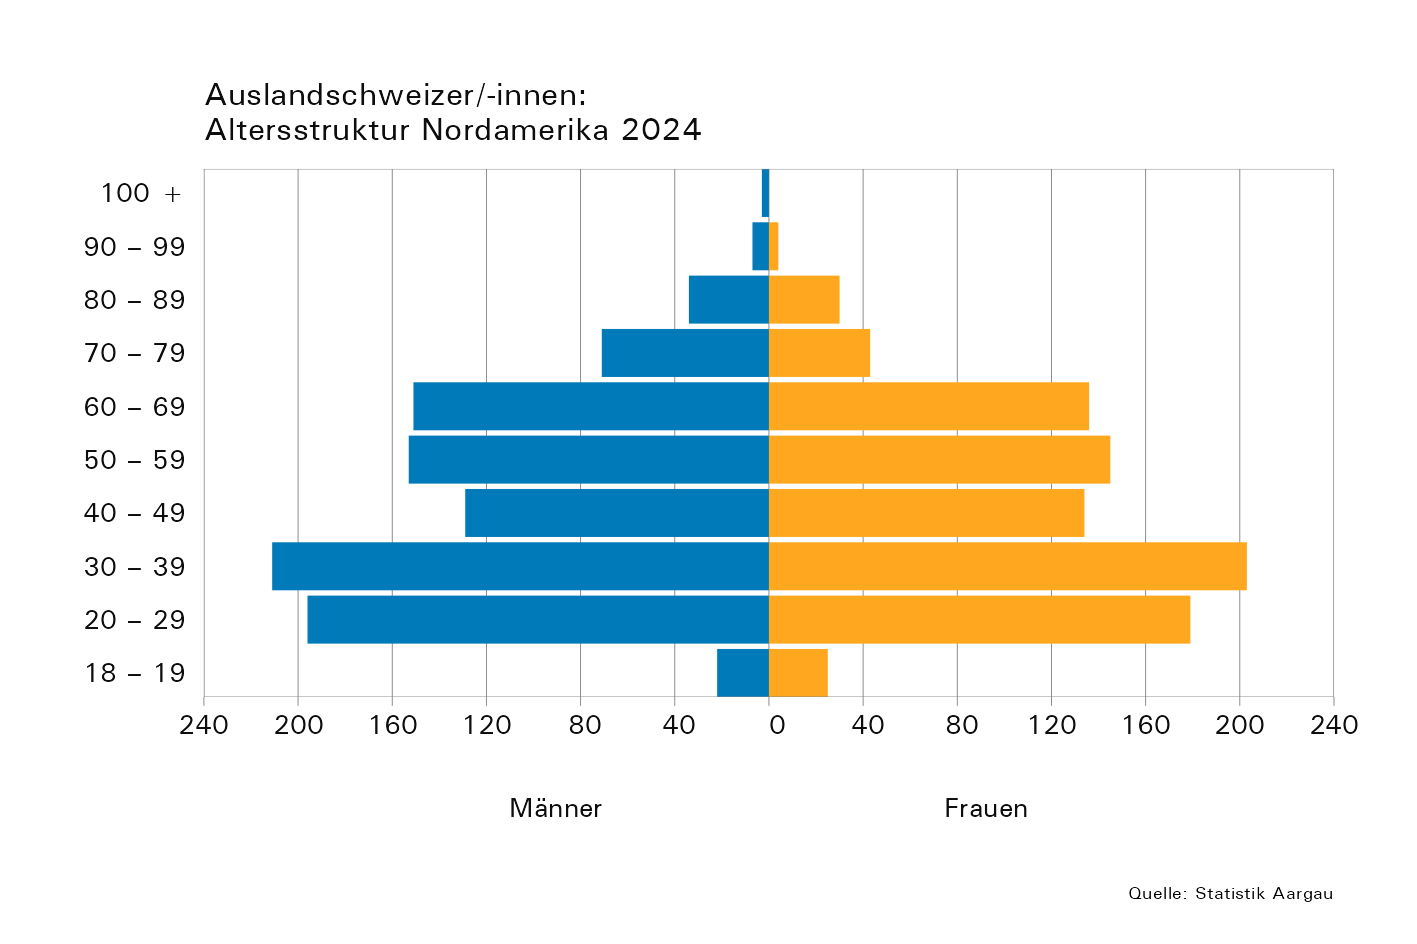 Auslandschweizer/-innen:
Altersstruktur Nordamerika 2024
100 +
90 – 99
80 – 89
70 – 79
60 – 69
50 – 59
40 – 49
30 – 39
20 – 29
18 – 19
240 200 160 120 80 40 0 40 80 120 160 200 240
Männer Frauen
Quelle: Statistik Aargau